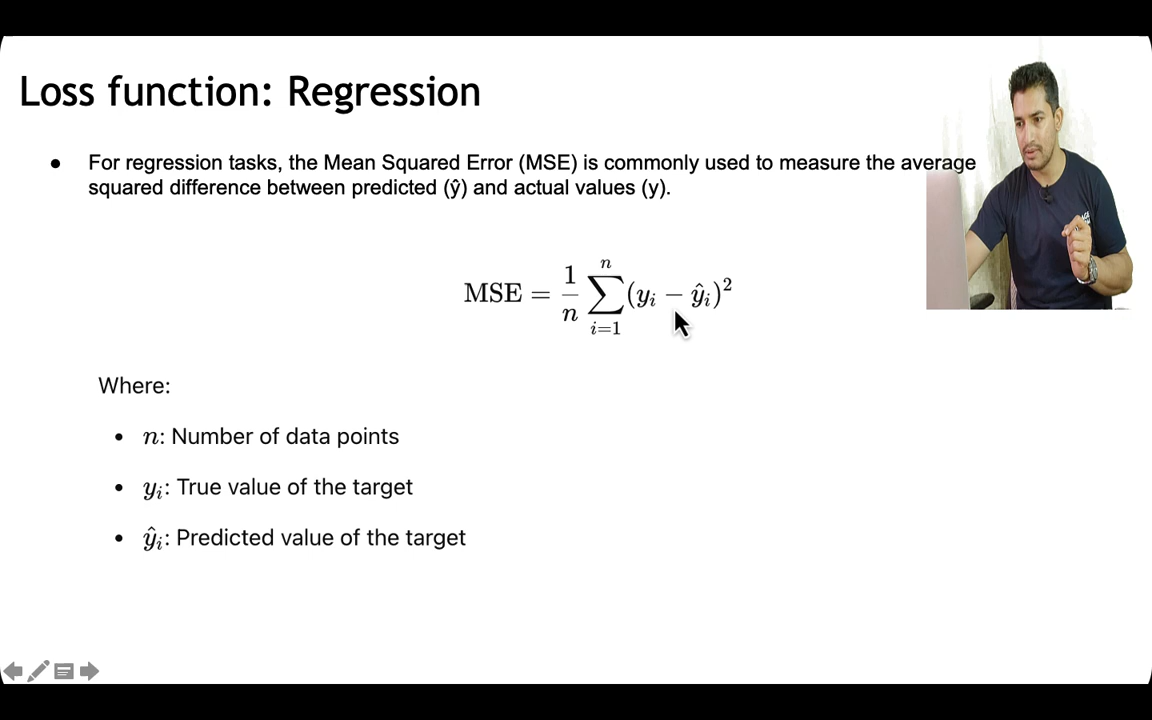 Loss function: Regression
● For regression tasks, the Mean Squared Error (MSE) is commonly used to measure the average
squared difference between predicted (ŷ) and actual values (y).
MSE = \frac{1}{n} \sum_{i=1}^{n} (y_i − ŷ_i)^2
Where:
• n: Number of data points
• y_i: True value of the target
• ŷ_i: Predicted value of the target